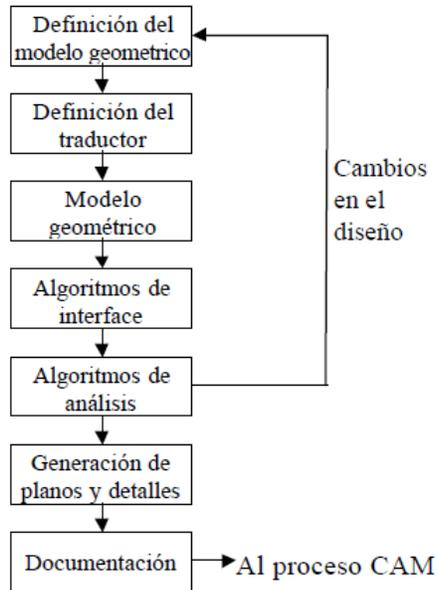 Definición del
modelo geometrico
Definición del
traductor
Modelo
geométrico
Algoritmos de
interface
Algoritmos de
análisis
Generación de
planos y detalles
Documentación
Al proceso CAM
Cambios
en el
diseño